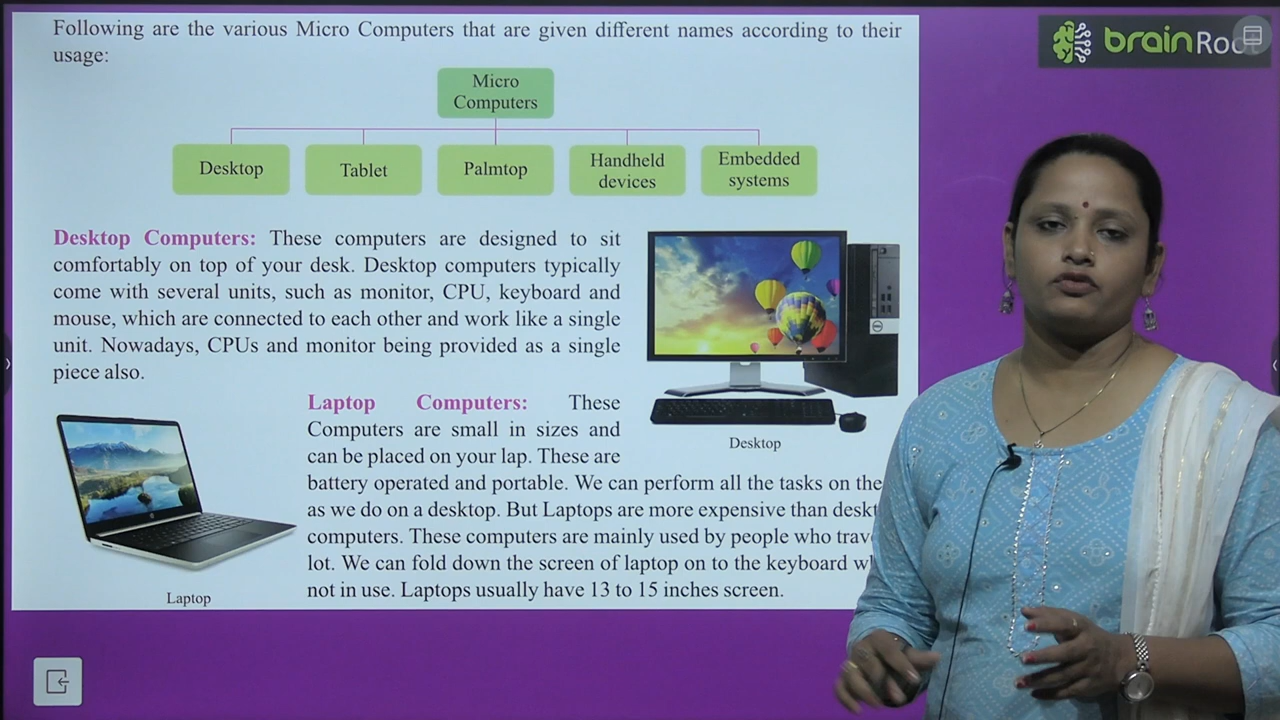 Following are the various Micro Computers that are given different names according to their
usage:
Micro
Computers
Desktop
Tablet
Palmtop
Handheld
devices
Embedded
systems
Desktop Computers: These computers are designed to sit
comfortably on top of your desk. Desktop computers typically
come with several units, such as monitor, CPU, keyboard and
mouse, which are connected to each other and work like a single
unit. Nowadays, CPUs and monitor being provided as a single
piece also.
Desktop
Laptop Computers: These
Computers are small in sizes and
can be placed on your lap. These are
battery operated and portable. We can perform all the tasks on
as we do on a desktop. But Laptops are more expensive than
computers. These computers are mainly used by people who
lot. We can fold down the screen of laptop on to the keyboard
not in use. Laptops usually have 13 to 15 inches screen.
Laptop
brain